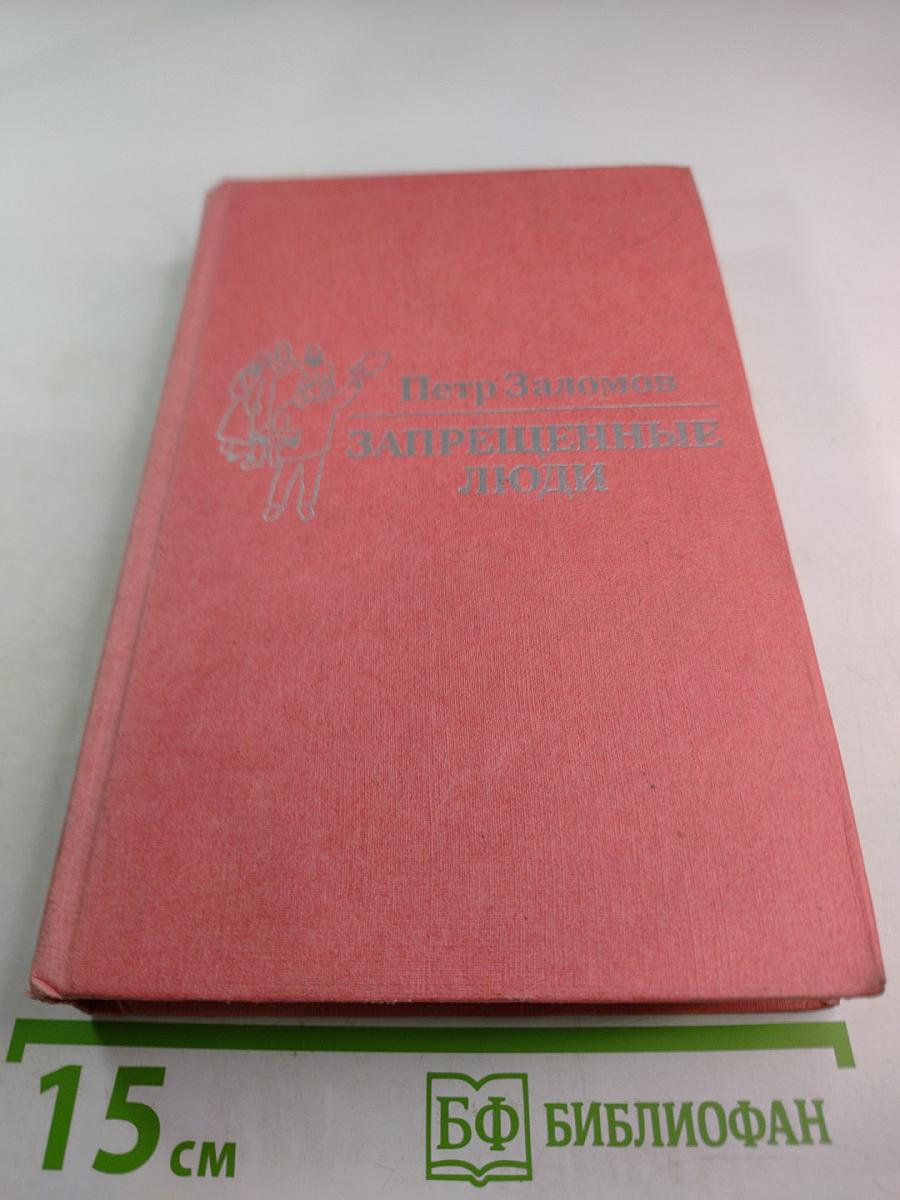 Петр Заломов
ЗАПРЕЩЕННЫЕ
ЛЮДИ
15 см
БФ БИБЛИОФАН